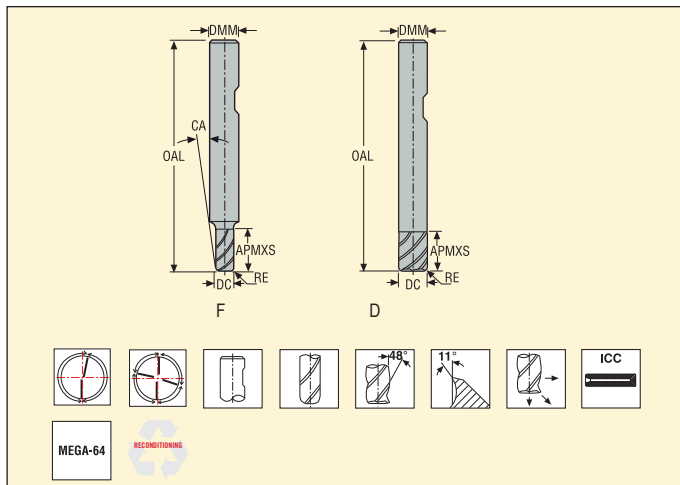 DMM
DMM
CA
OAL
OAL
APMXS
APMXS
RE
RE
DC
DC
F
D
48°
11°
ICC
MEGA-64
RECONDITIONING